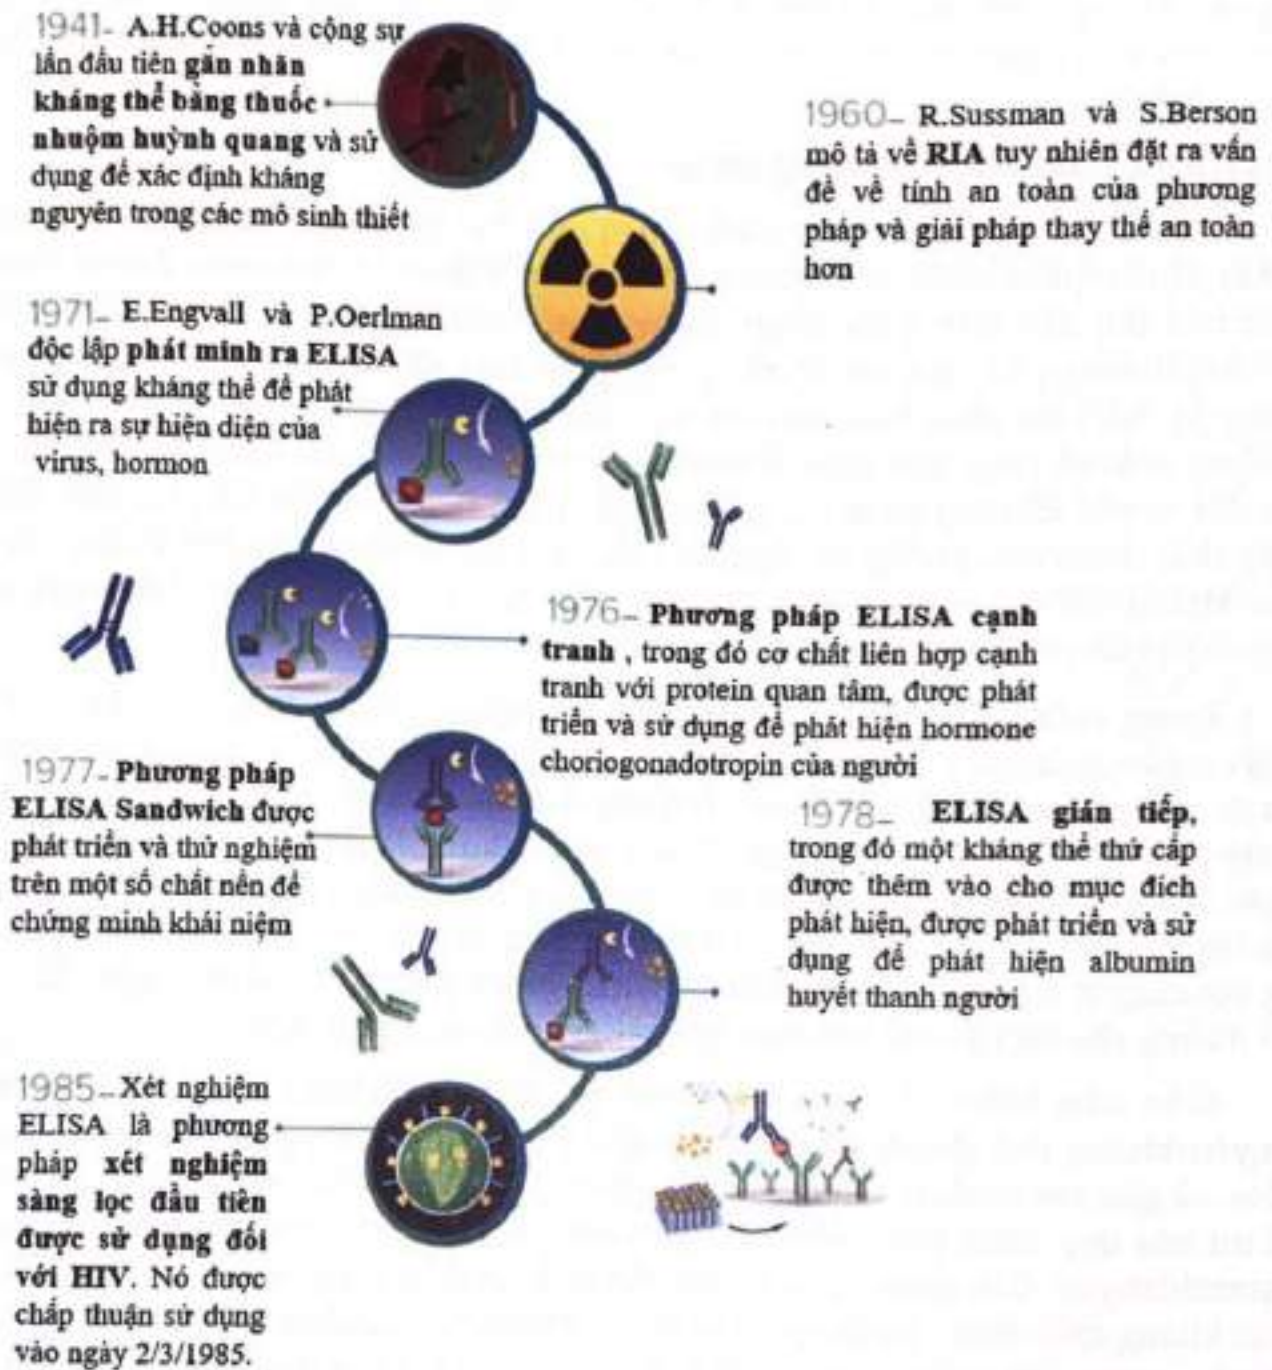 1941- A.H.Coons và cộng sự
lần đầu tiên gắn nhãn
kháng thể bằng thuốc
nhuộm huỳnh quang và sử
dụng để xác định kháng
nguyên trong các mô sinh thiết
1960- R.Sussman và S.Berson
mô tả về RIA tuy nhiên đặt ra vấn
đề về tính an toàn của phương
pháp và giải pháp thay thế an toàn
hơn
1971- E.Engvall và P.Oerlman
độc lập phát minh ra ELISA
sử dụng kháng thể để phát
hiện ra sự hiện diện của
virus, hormon
1976- Phương pháp ELISA cạnh
tranh , trong đó cơ chất liên hợp cạnh
tranh với protein quan tâm, được phát
triển và sử dụng để phát hiện hormone
choriogonadotropin của người
1977- Phương pháp
ELISA Sandwich được
phát triển và thử nghiệm
trên một số chất nền để
chứng minh khái niệm
1978- ELISA gián tiếp,
trong đó một kháng thể thứ cấp
được thêm vào cho mục đích
phát hiện, được phát triển và sử
dụng để phát hiện albumin
huyết thanh người
1985- Xét nghiệm
ELISA là phương
pháp xét nghiệm
sàng lọc đầu tiên
được sử dụng đối
với HIV. Nó được
chấp thuận sử dụng
vào ngày 2/3/1985.